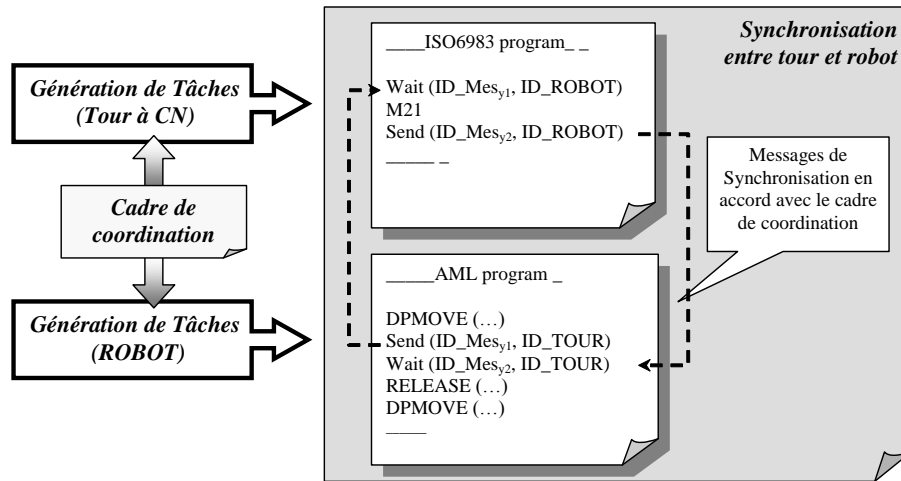 Synchronisation
entre tour et robot
____ISO6983 program_ _
Wait (ID_Mesy1, ID_ROBOT)
M21
Send (ID_Mesy2, ID_ROBOT)
_____ _
Génération de Tâches
(Tour à CN)
Cadre de
coordination
Génération de Tâches
(ROBOT)
Messages de
Synchronisation en
accord avec le cadre
de coordination
_____AML program _
DPMOVE (…)
Send (ID_Mesy1, ID_TOUR)
Wait (ID_Mesy2, ID_TOUR)
RELEASE (…)
DPMOVE (…)
____